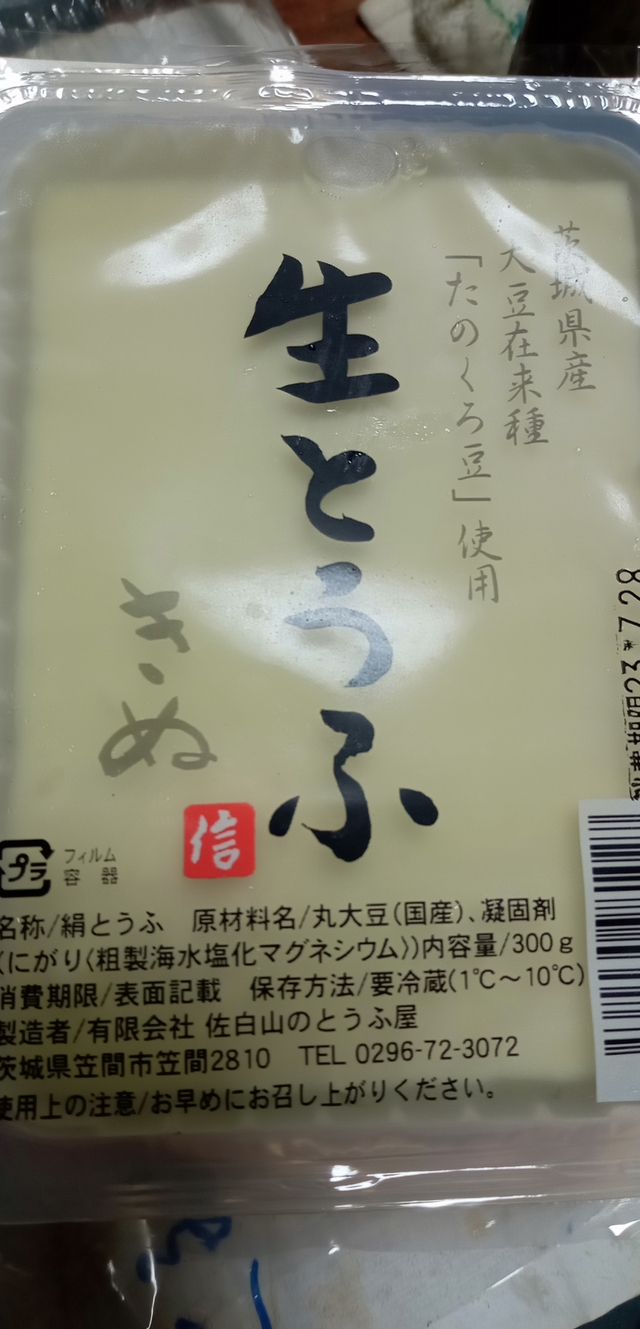 茨城県産
大豆在来種
「たのくろ豆」使用
生とうふ
きぬ
信
プラ
フィルム
容器
名称/絹とうふ 原材料名/丸大豆(国産)、凝固剤
(にがり〈粗製海水塩化マグネシウム〉)内容量/300g
消費期限/表面記載 保存方法/要冷蔵(1℃～10℃)
製造者/有限会社 佐白山のとうふ屋
茨城県笠間市笠間2810 TEL 0296-72-3072
使用上の注意/お早めにお召し上がりください。
23.7.28